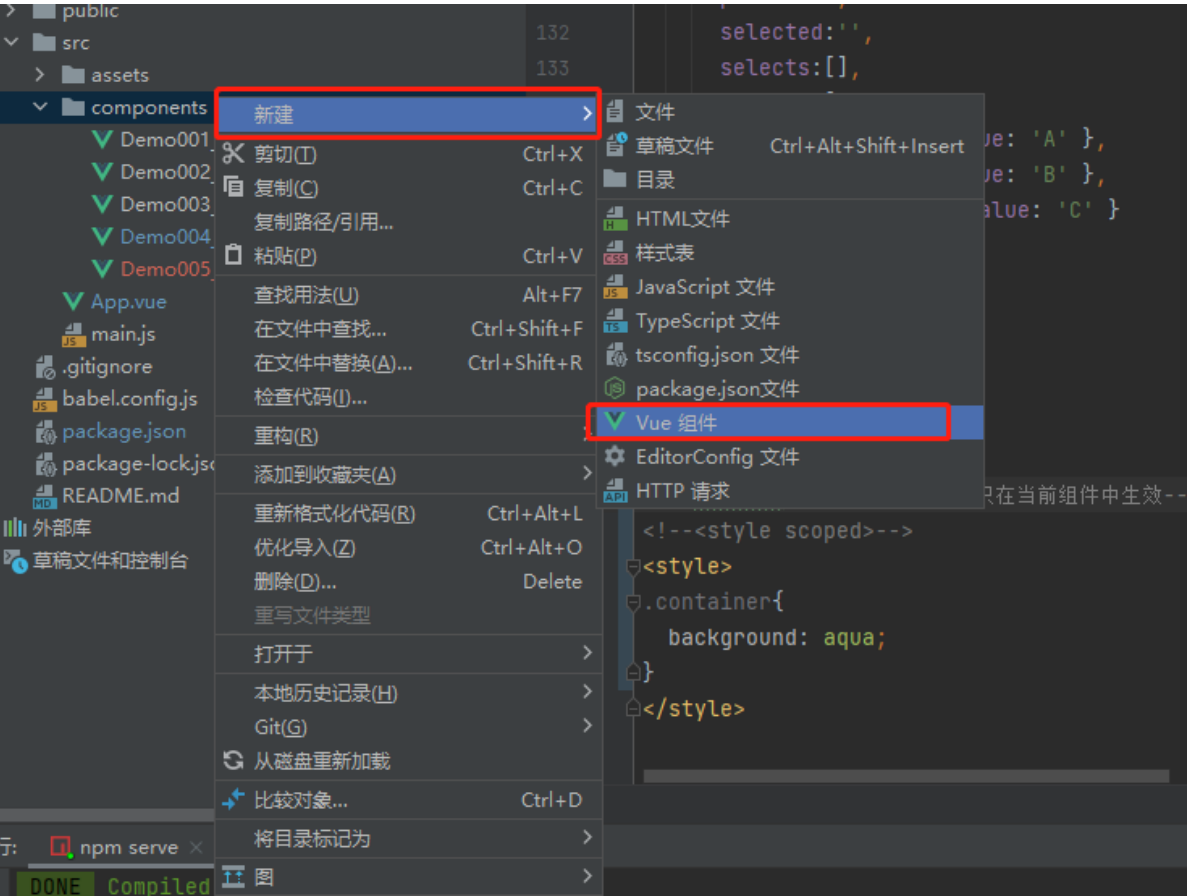 public
src
assets
components
Demo001_
Demo002_
Demo003_
Demo004_
Demo005_
App.vue
main.js
.gitignore
babel.config.js
package.json
package-lock.jsc
README.md
外部库
草稿文件和控制台
新建
剪切(T) Ctrl+X
复制(C) Ctrl+C
复制路径/引用...
粘贴(P) Ctrl+V
查找用法(U) Alt+F7
在文件中查找... Ctrl+Shift+F
在文件中替换(A)... Ctrl+Shift+R
检查代码(I)...
重构(R)
添加到收藏夹(A)
重新格式化代码(R) Ctrl+Alt+L
优化导入(Z) Ctrl+Alt+O
删除(D)... Delete
重写文件类型
打开于
本地历史记录(H)
Git(G)
从磁盘重新加载
比较对象... Ctrl+D
将目录标记为
图
文件
草稿文件 Ctrl+Alt+Shift+Insert
目录
HTML文件
样式表
JavaScript 文件
TypeScript 文件
tsconfig.json 文件
package.json文件
Vue 组件
EditorConfig 文件
HTTP 请求
132 selected:'',
133 selects:[],
ue: 'A' },
ue: 'B' },
alue: 'C' }
只在当前组件中生效--
<!--<style scoped>-->
<style>
.container{
background: aqua;
}
</style>
行: npm serve
DONE Compiled